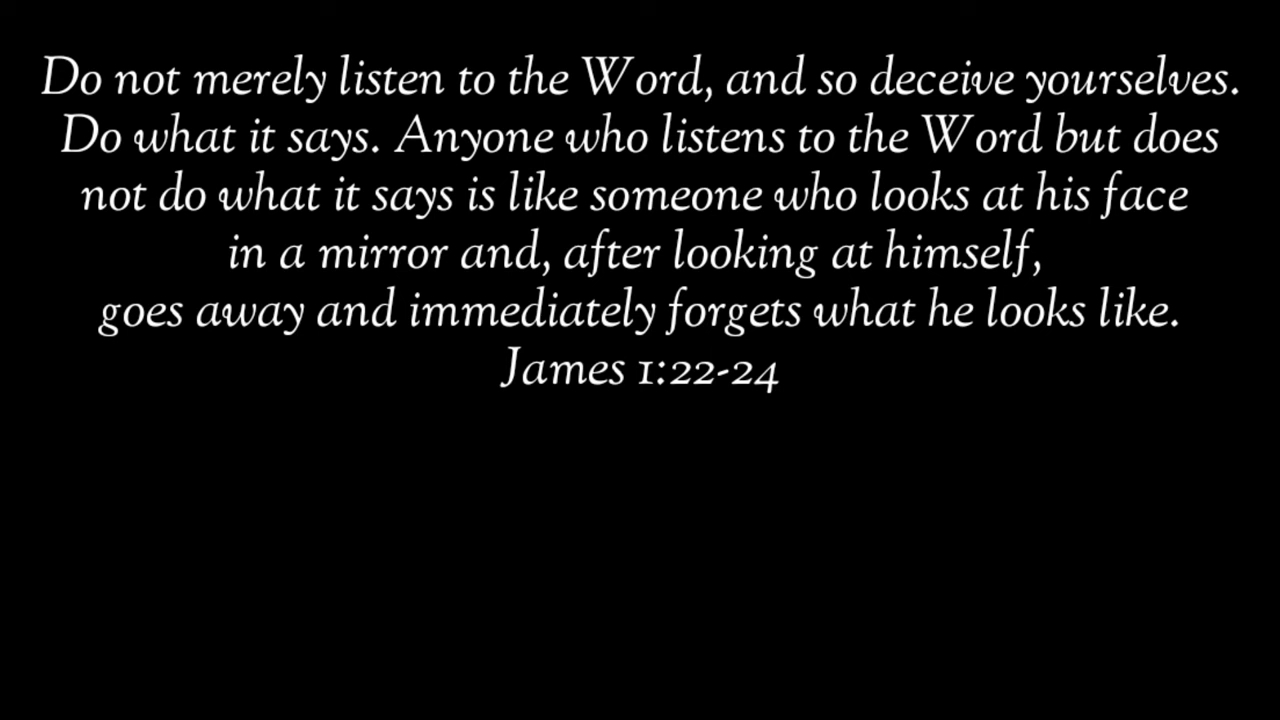 Do not merely listen to the Word, and so deceive yourselves.
Do what it says. Anyone who listens to the Word but does
not do what it says is like someone who looks at his face
in a mirror and, after looking at himself,
goes away and immediately forgets what he looks like.
James 1:22-24